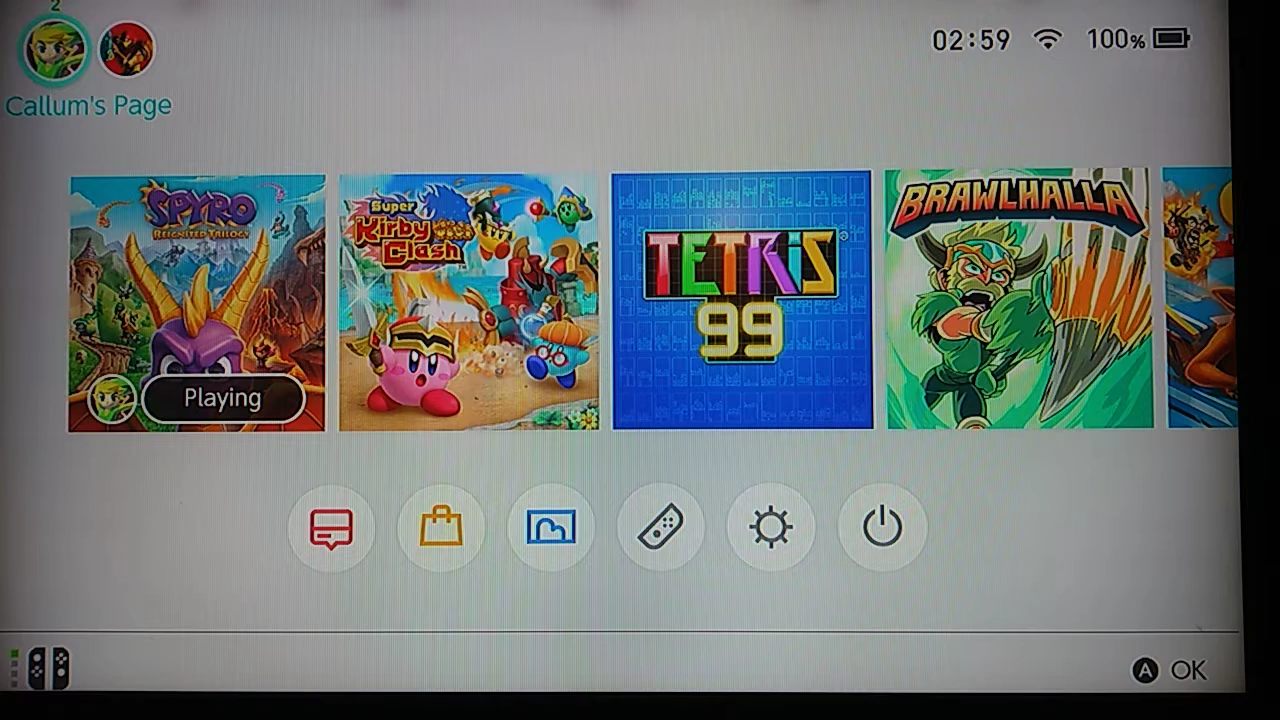 2
02:59 100%
Callum's Page
SPYRO
REIGNITED TRILOGY
Playing
Super
Kirby
Clash
TETRIS
99
BRAWLHALLA
A OK